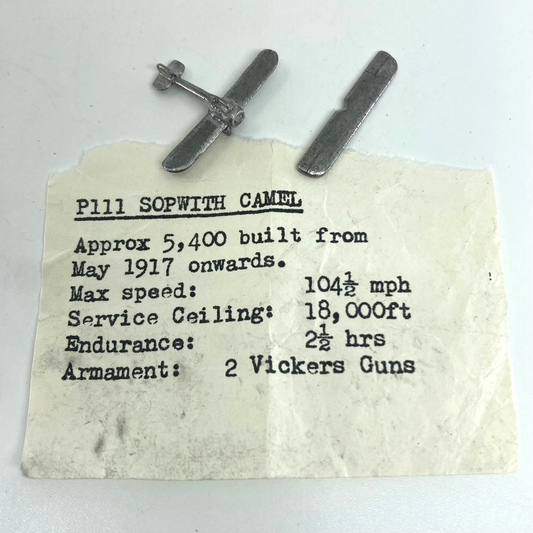 P111 SOPWITH CAMEL
Approx 5,400 built from
May 1917 onwards.
Max speed: 104½ mph
Service Ceiling: 18,000ft
Endurance: 2½ hrs
Armament: 2 Vickers Guns